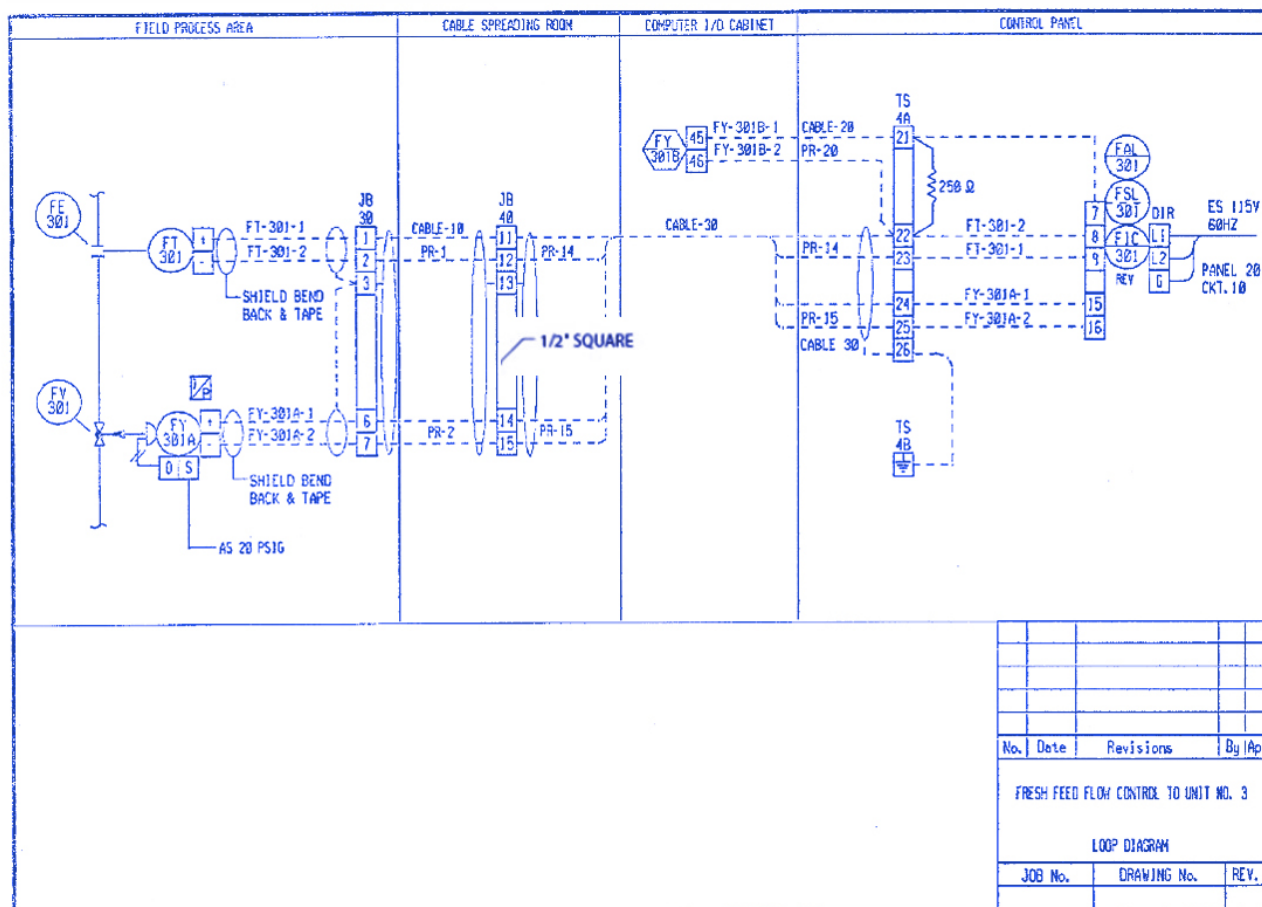 FIELD PROCESS AREA
CABLE SPREADING ROOM
COMPUTER I/O CABINET
CONTROL PANEL
TS
4A
FY
301B
45
46
FY-301B-1
FY-301B-2
CABLE-20
PR-20
21
250 Ω
FAL
301
FSL
301
FIC
301
REV
DIR
L1
L2
G
ES 115V
60HZ
PANEL 20
CKT.10
7
8
9
15
16
FE
301
FT
301
+
-
FT-301-1
FT-301-2
SHIELD BEND
BACK & TAPE
JB
30
1
2
3
CABLE-10
PR-1
JB
40
11
12
13
PR-14
CABLE-30
PR-14
22
23
FT-301-2
FT-301-1
24
25
26
PR-15
CABLE 30
FY-301A-1
FY-301A-2
1/2" SQUARE
TS
4B
FV
301
I/P
FY
301A
+
-
O S
FY-301A-1
FY-301A-2
SHIELD BEND
BACK & TAPE
AS 20 PSIG
6
7
PR-2
14
15
PR-15
No. Date Revisions By Ap
FRESH FEED FLOW CONTROL TO UNIT NO. 3
LOOP DIAGRAM
JOB No. DRAWING No. REV.